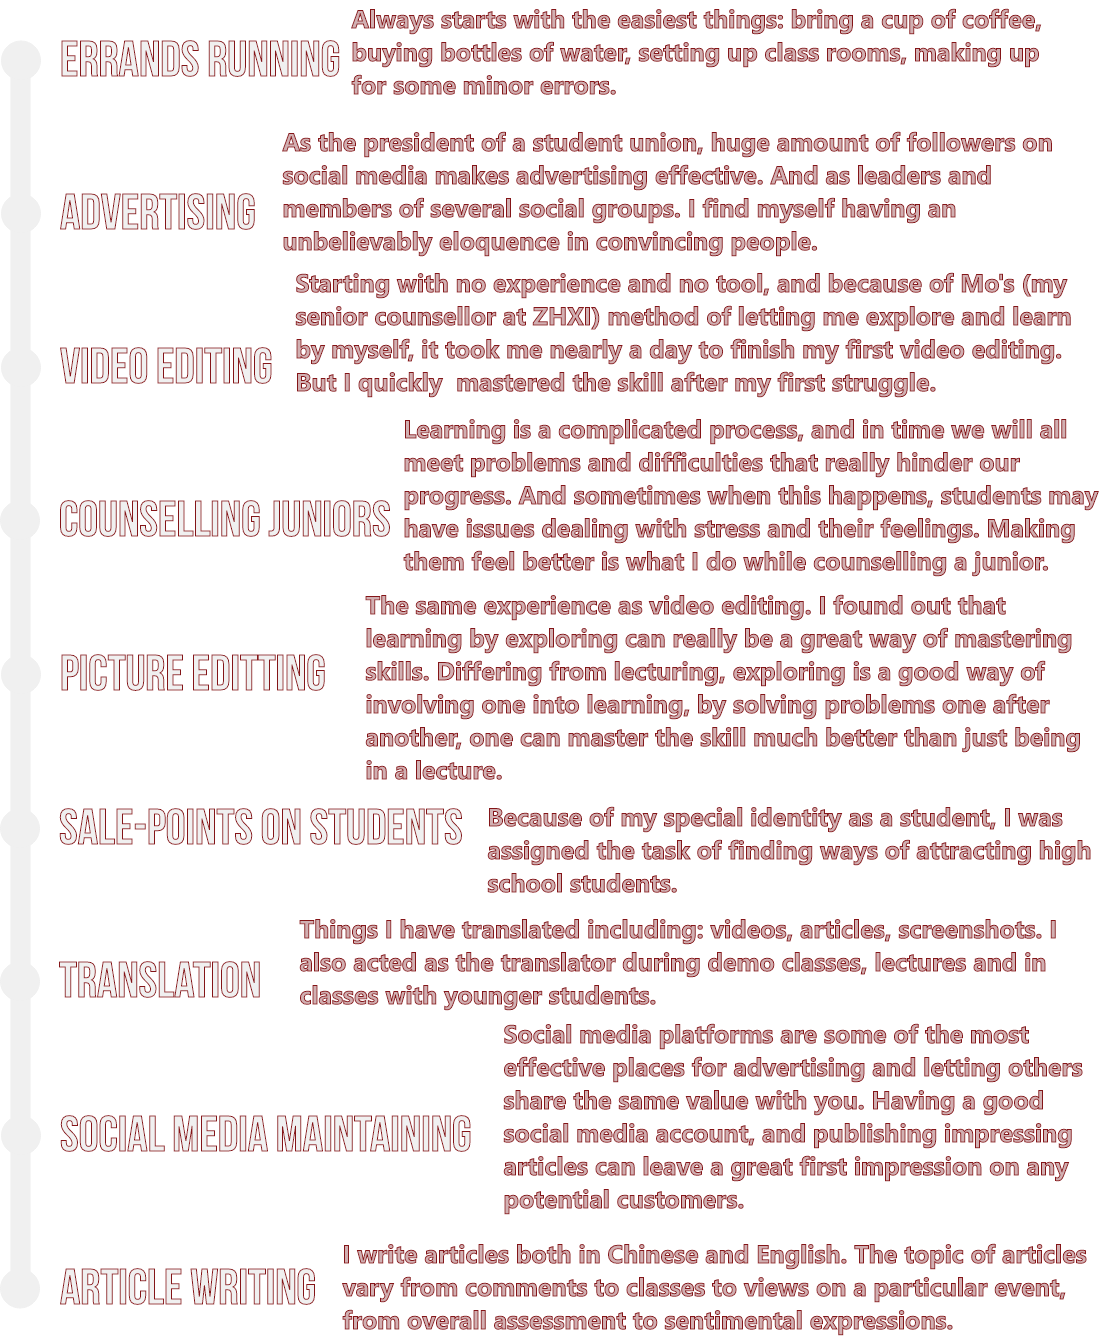 ERRANDS RUNNING
Always starts with the easiest things: bring a cup of coffee,
buying bottles of water, setting up class rooms, making up
for some minor errors.
ADVERTISING
As the president of a student union, huge amount of followers on
social media makes advertising effective. And as leaders and
members of several social groups. I find myself having an
unbelievably eloquence in convincing people.
VIDEO EDITING
Starting with no experience and no tool, and because of Mo's (my
senior counsellor at ZHXI) method of letting me explore and learn
by myself, it took me nearly a day to finish my first video editing.
But I quickly  mastered the skill after my first struggle.
COUNSELLING JUNIORS
Learning is a complicated process, and in time we will all
meet problems and difficulties that really hinder our
progress. And sometimes when this happens, students may
have issues dealing with stress and their feelings. Making
them feel better is what I do while counselling a junior.
PICTURE EDITTING
The same experience as video editing. I found out that
learning by exploring can really be a great way of mastering
skills. Differing from lecturing, exploring is a good way of
involving one into learning, by solving problems one after
another, one can master the skill much better than just being
in a lecture.
SALE-POINTS ON STUDENTS
Because of my special identity as a student, I was
assigned the task of finding ways of attracting high
school students.
TRANSLATION
Things I have translated including: videos, articles, screenshots. I
also acted as the translator during demo classes, lectures and in
classes with younger students.
SOCIAL MEDIA MAINTAINING
Social media platforms are some of the most
effective places for advertising and letting others
share the same value with you. Having a good
social media account, and publishing impressing
articles can leave a great first impression on any
potential customers.
ARTICLE WRITING
I write articles both in Chinese and English. The topic of articles
vary from comments to classes to views on a particular event,
from overall assessment to sentimental expressions.